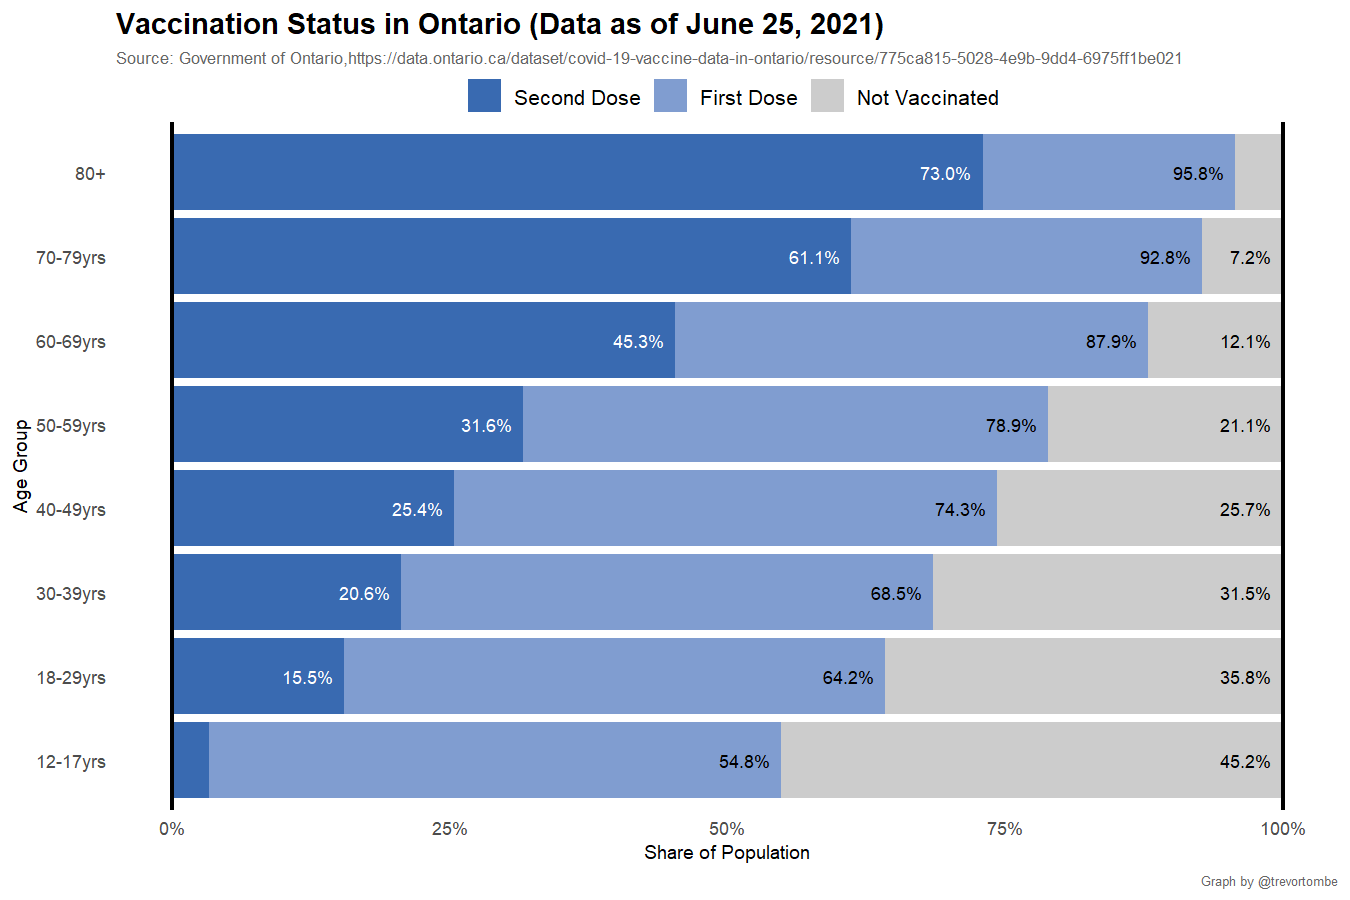 Vaccination Status in Ontario (Data as of June 25, 2021)
Source: Government of Ontario,https://data.ontario.ca/dataset/covid-19-vaccine-data-in-ontario/resource/775ca815-5028-4e9b-9dd4-6975ff1be021
Second Dose First Dose Not Vaccinated
80+ 73.0% 95.8%
70-79yrs 61.1% 92.8% 7.2%
60-69yrs 45.3% 87.9% 12.1%
50-59yrs 31.6% 78.9% 21.1%
Age Group
40-49yrs 25.4% 74.3% 25.7%
30-39yrs 20.6% 68.5% 31.5%
18-29yrs 15.5% 64.2% 35.8%
12-17yrs 54.8% 45.2%
0% 25% 50% 75% 100%
Share of Population
Graph by @trevortombe